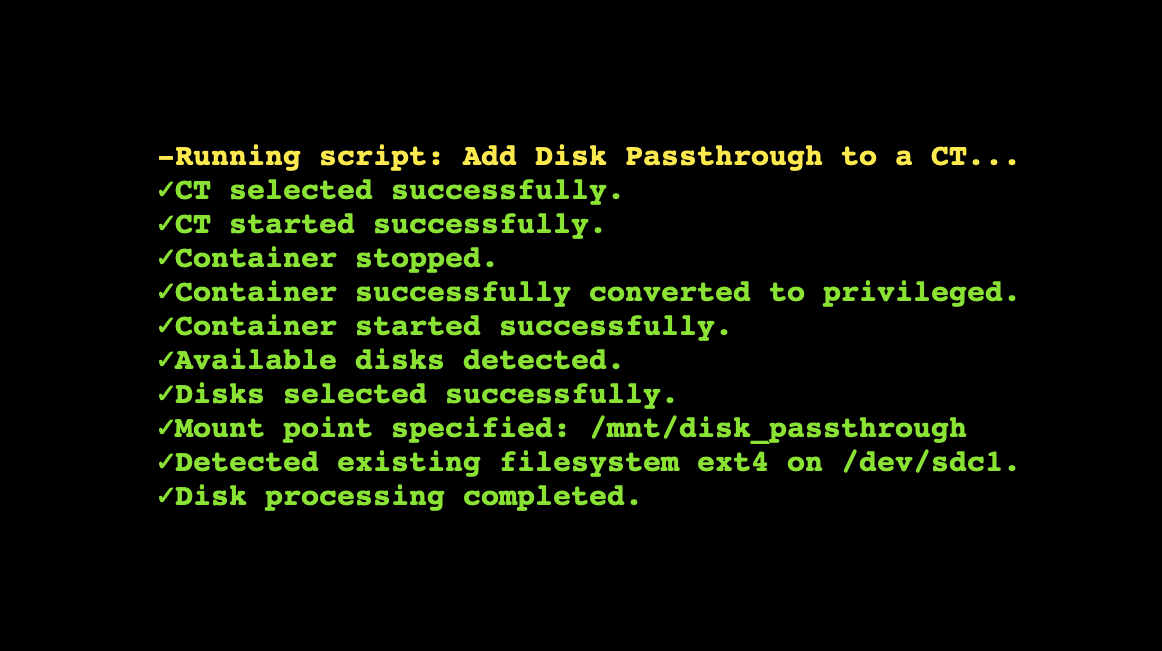 –Running script: Add Disk Passthrough to a CT...
✓CT selected successfully.
✓CT started successfully.
✓Container stopped.
✓Container successfully converted to privileged.
✓Container started successfully.
✓Available disks detected.
✓Disks selected successfully.
✓Mount point specified: /mnt/disk_passthrough
✓Detected existing filesystem ext4 on /dev/sdc1.
✓Disk processing completed.